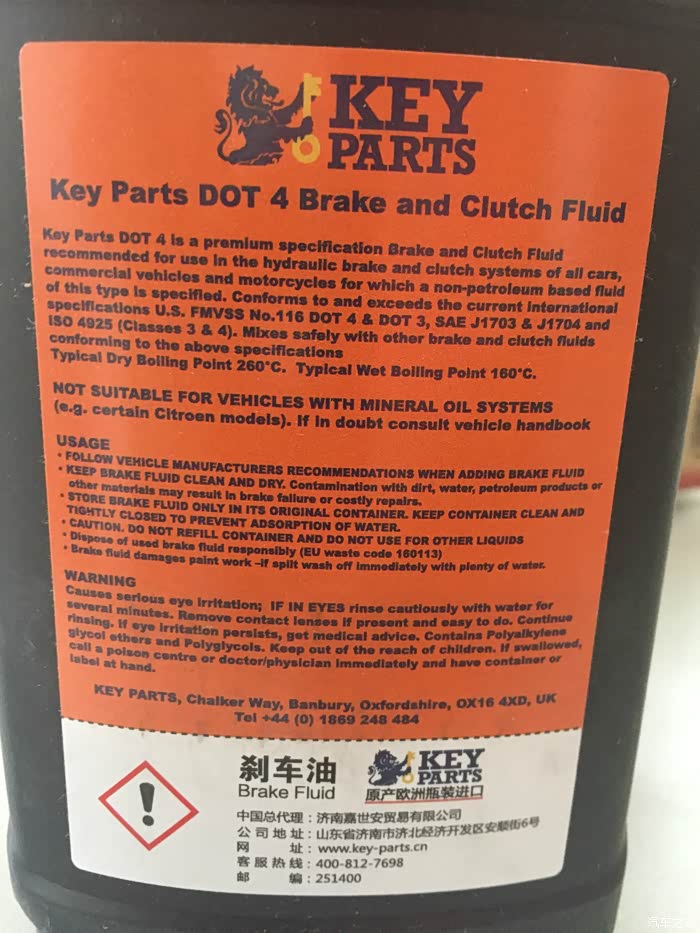 KEY
PARTS
Key Parts DOT 4 Brake and Clutch Fluid
Key Parts DOT 4 is a premium specification Brake and Clutch Fluid
recommended for use in the hydraulic brake and clutch systems of all cars,
commercial vehicles and motorcycles for which a non-petroleum based fluid
of this type is specified. Conforms to and exceeds the current international
specifications U.S. FMVSS No.116 DOT 4 & DOT 3, SAE J1703 & J1704 and
ISO 4925 (Classes 3 & 4). Mixes safely with other brake and clutch fluids
conforming to the above specifications
Typical Dry Boiling Point 260°C. Typical Wet Boiling Point 160°C.
NOT SUITABLE FOR VEHICLES WITH MINERAL OIL SYSTEMS
(e.g. certain Citroen models). If in doubt consult vehicle handbook
USAGE
• FOLLOW VEHICLE MANUFACTURERS RECOMMENDATIONS WHEN ADDING BRAKE FLUID
• KEEP BRAKE FLUID CLEAN AND DRY. Contamination with dirt, water, petroleum products or
other materials may result in brake failure or costly repairs.
• STORE BRAKE FLUID ONLY IN ITS ORIGINAL CONTAINER. KEEP CONTAINER CLEAN AND
TIGHTLY CLOSED TO PREVENT ADSORPTION OF WATER.
• CAUTION. DO NOT REFILL CONTAINER AND DO NOT USE FOR OTHER LIQUIDS
• Dispose of used brake fluid responsibly (EU waste code 160113)
• Brake fluid damages paint work –if spilt wash off immediately with plenty of water.
WARNING
Causes serious eye irritation; IF IN EYES rinse cautiously with water for
several minutes. Remove contact lenses if present and easy to do. Continue
rinsing. If eye irritation persists, get medical advice. Contains Polyalkylene
glycol ethers and Polyglycols. Keep out of the reach of children. If swallowed,
call a poison centre or doctor/physician immediately and have container or
label at hand.
KEY PARTS, Chalker Way, Banbury, Oxfordshire, OX16 4XD, UK
Tel +44 (0) 1869 248 484
刹车油
Brake Fluid
KEY
PARTS
原产欧洲瓶装进口
中国总代理：济南嘉世安贸易有限公司
公司地址：山东省济南市济北经济开发区安顺街6号
网 址：www.key-parts.cn
客服热线：400-812-7698
邮 编：251400
汽车之家